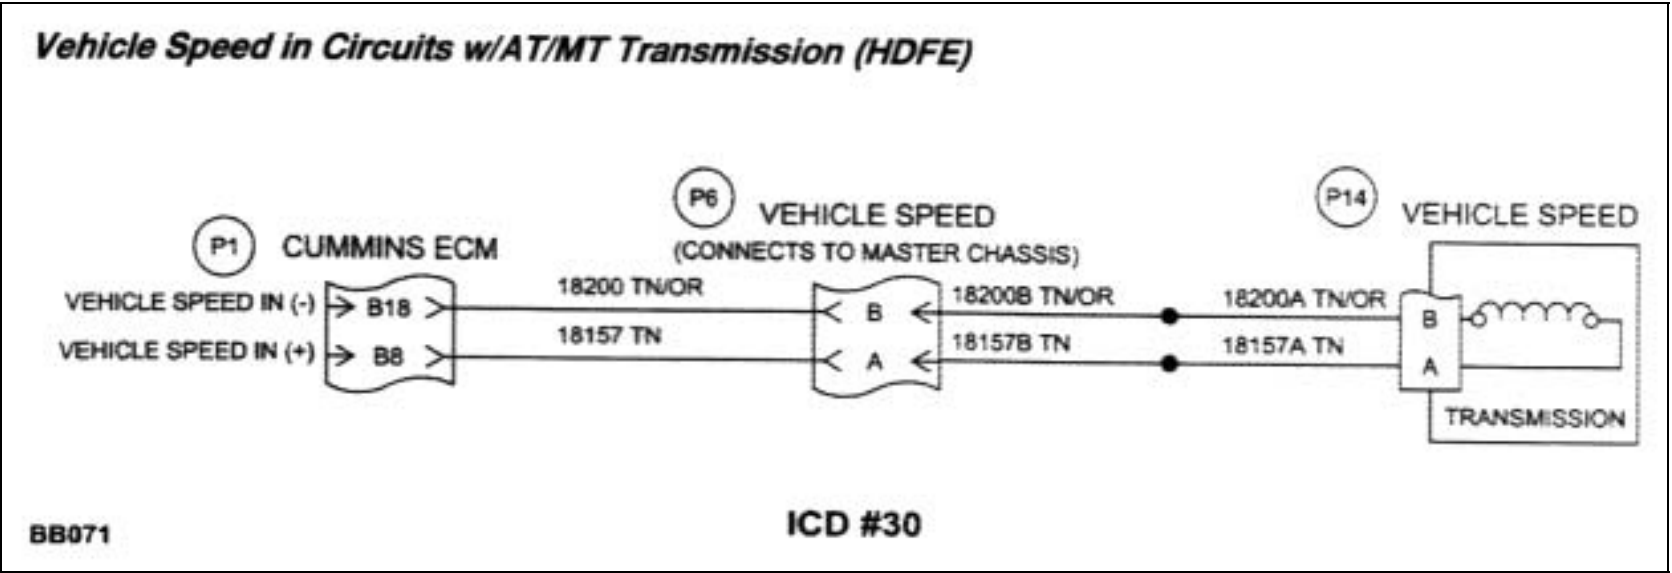 Vehicle Speed in Circuits w/AT/MT Transmission (HDFE)
P1 CUMMINS ECM
P6 VEHICLE SPEED
(CONNECTS TO MASTER CHASSIS)
P14 VEHICLE SPEED
VEHICLE SPEED IN (-) B18 18200 TN/OR B 18200B TN/OR 18200A TN/OR B
VEHICLE SPEED IN (+) B8 18157 TN A 18157B TN 18157A TN A
TRANSMISSION
BB071
ICD #30